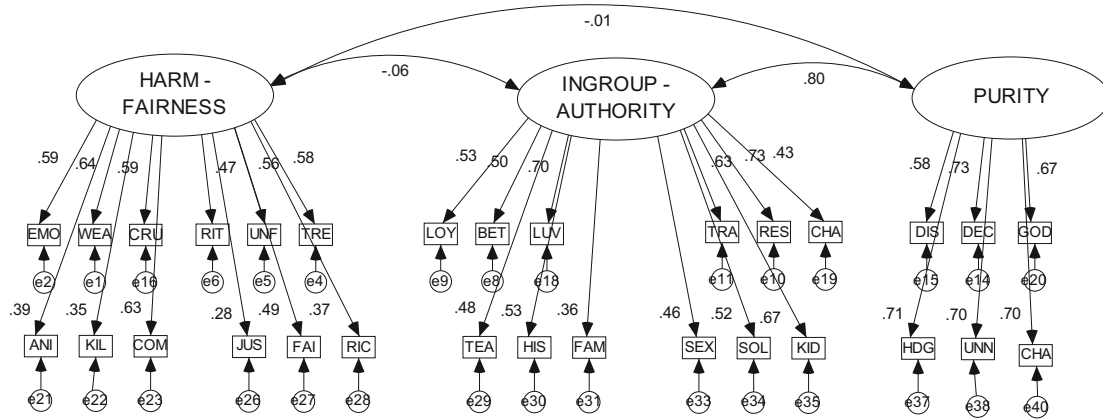 -.01
-.06
.80
HARM -
FAIRNESS
INGROUP -
AUTHORITY
PURITY
.59 .64 .59 .47 .56 .58
.53 .50 .70 .63 .73 .43
.58 .73 .67
EMO WEA CRU RIT UNF TRE
LOY BET LUV TRA RES CHA
DIS DEC GOD
e2 e1 e16 e6 e5 e4
e9 e8 e18 e11 e10 e19
e15 e14 e20
.39 .35 .63 .28 .49 .37
.48 .53 .36 .46 .52 .67
.71 .70 .70
ANI KIL COM JUS FAI RIC
TEA HIS FAM SEX SOL KID
HDG UNN CHA
e21 e22 e23 e26 e27 e28
e29 e30 e31 e33 e34 e35
e37 e38 e40